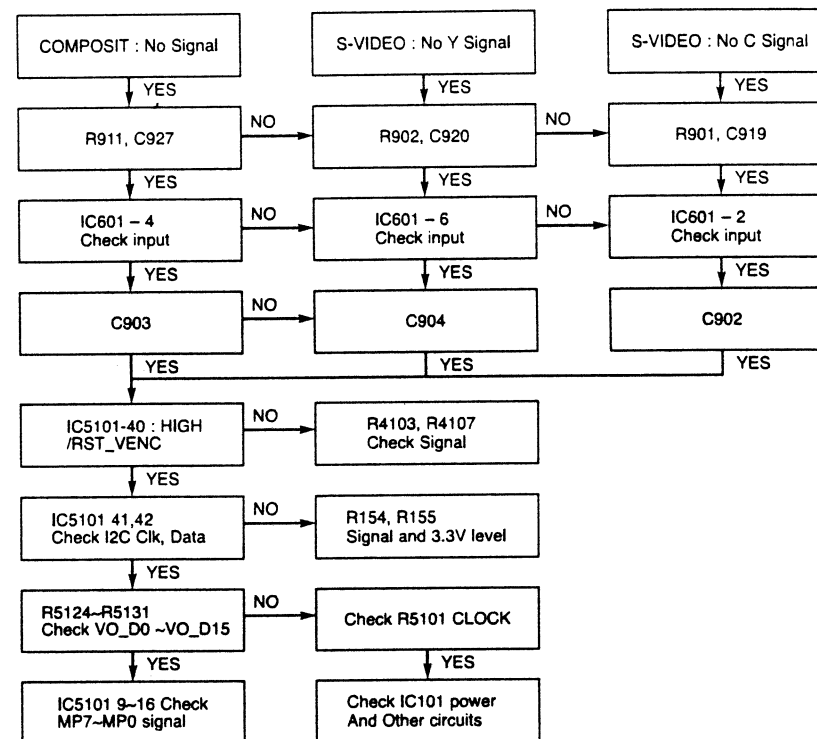 COMPOSIT : No Signal
S-VIDEO : No Y Signal
S-VIDEO : No C Signal
YES
YES
YES
R911, C927
NO
R902, C920
NO
R901, C919
YES
YES
YES
IC601 – 4
Check input
NO
IC601 – 6
Check input
NO
IC601 – 2
Check input
YES
YES
YES
C903
NO
C904
C902
YES
YES
YES
IC5101-40 : HIGH
/RST_VENC
NO
R4103, R4107
Check Signal
YES
IC5101 41,42
Check I2C Clk, Data
NO
R154, R155
Signal and 3.3V level
YES
R5124~R5131
Check VO_D0 ~VO_D15
NO
Check R5101 CLOCK
YES
YES
IC5101 9~16 Check
MP7~MP0 signal
Check IC101 power
And Other circuits